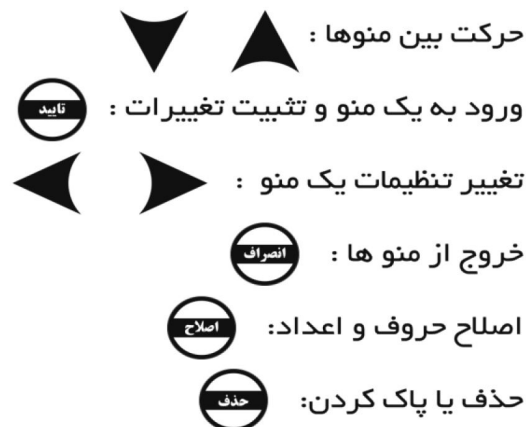 حرکت بین منوها :
ورود به یک منو و تثبیت تغییرات : تایید
تغییر تنظیمات یک منو :
خروج از منو ها : انصراف
اصلاح حروف و اعداد: اصلاح
حذف یا پاک کردن: حذف